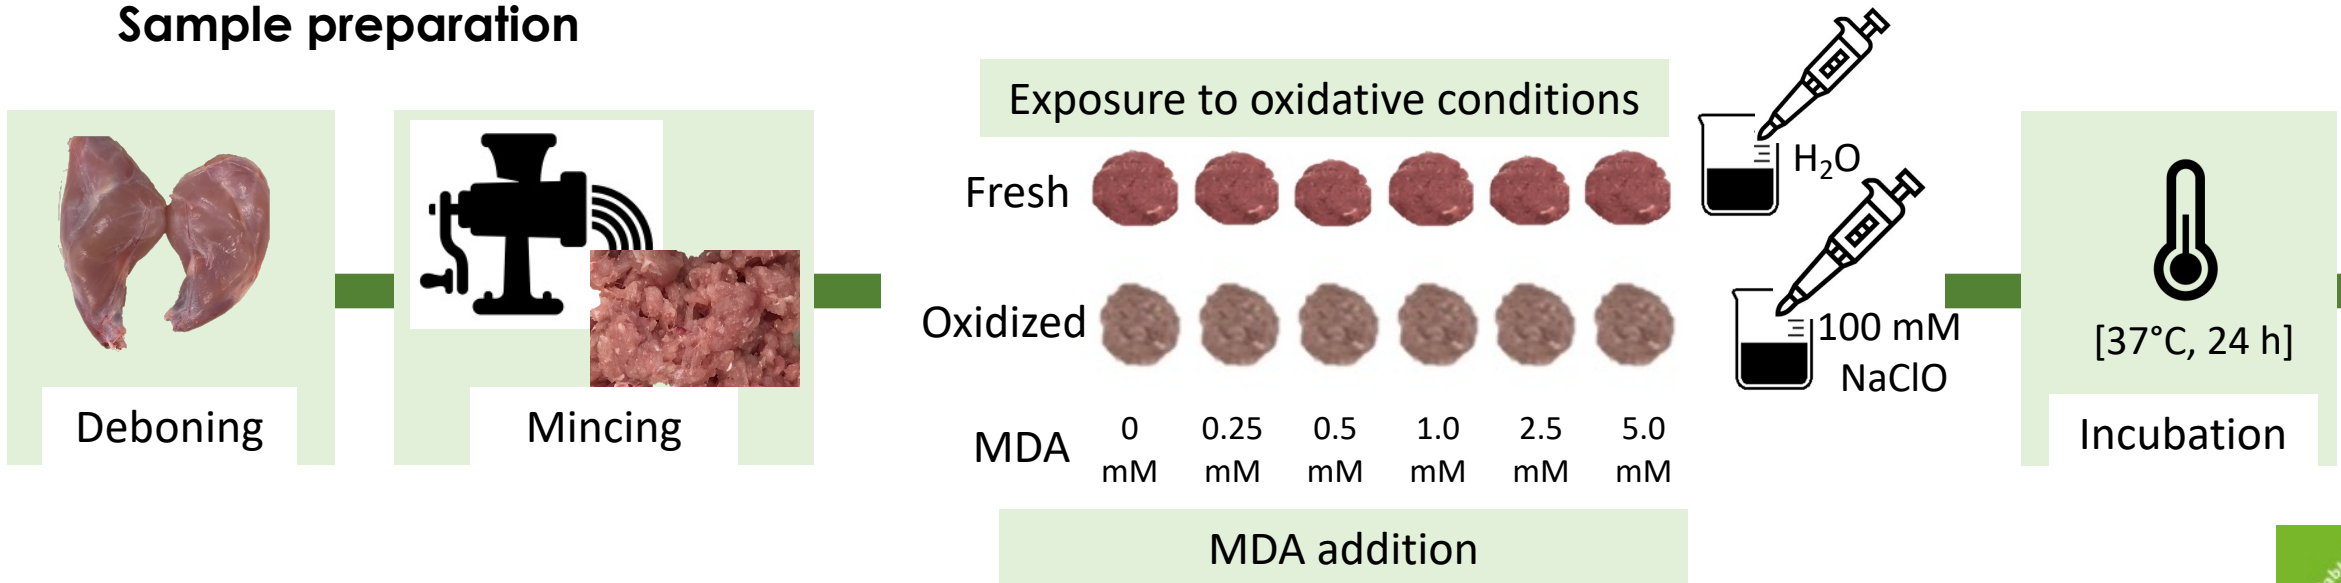 Sample preparation
Deboning
Mincing
Exposure to oxidative conditions
Fresh
H₂O
Oxidized
100 mM
NaClO
MDA
0 0.25 0.5 1.0 2.5 5.0
mM mM mM mM mM mM
MDA addition
[37°C, 24 h]
Incubation